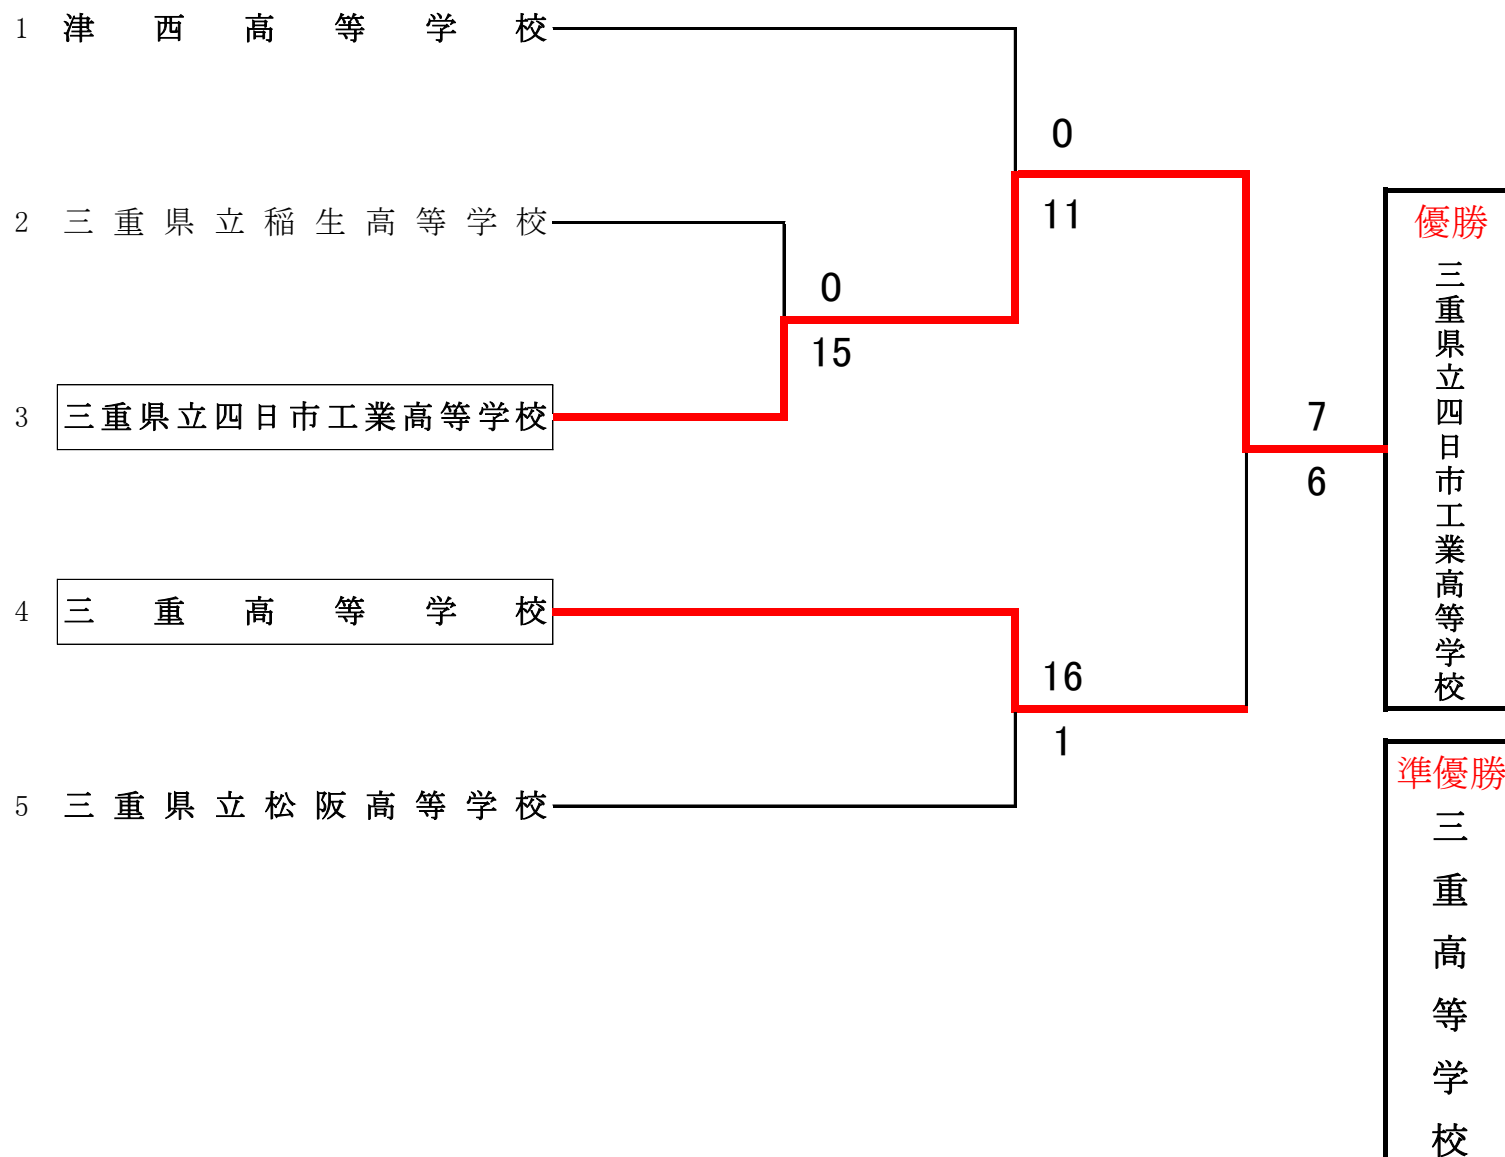 1 津西高等学校
0
11
2 三重県立稲生高等学校
0
15
3 三重県立四日市工業高等学校
7
6
4 三重高等学校
16
1
5 三重県立松阪高等学校
優勝
三重県立四日市工業高等学校
準優勝
三重高等学校